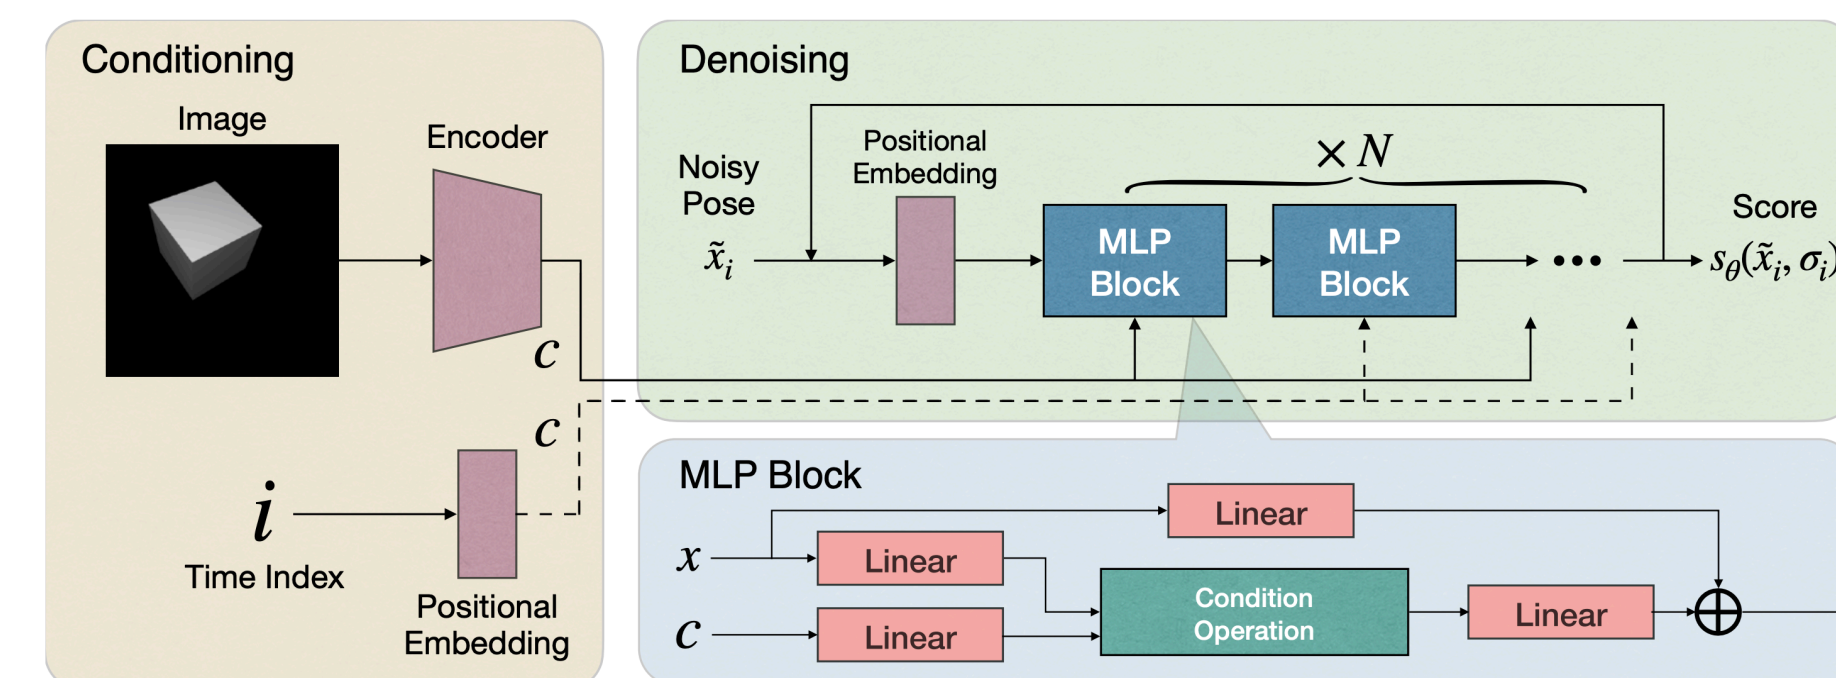 Conditioning
Image
Encoder
c
c
i
Time Index
Positional
Embedding
Denoising
Noisy
Pose
x̃ᵢ
Positional
Embedding
× N
MLP
Block
MLP
Block
•••
Score
s_θ(x̃ᵢ, σᵢ)
MLP Block
x
c
Linear
Linear
Linear
Condition
Operation
Linear